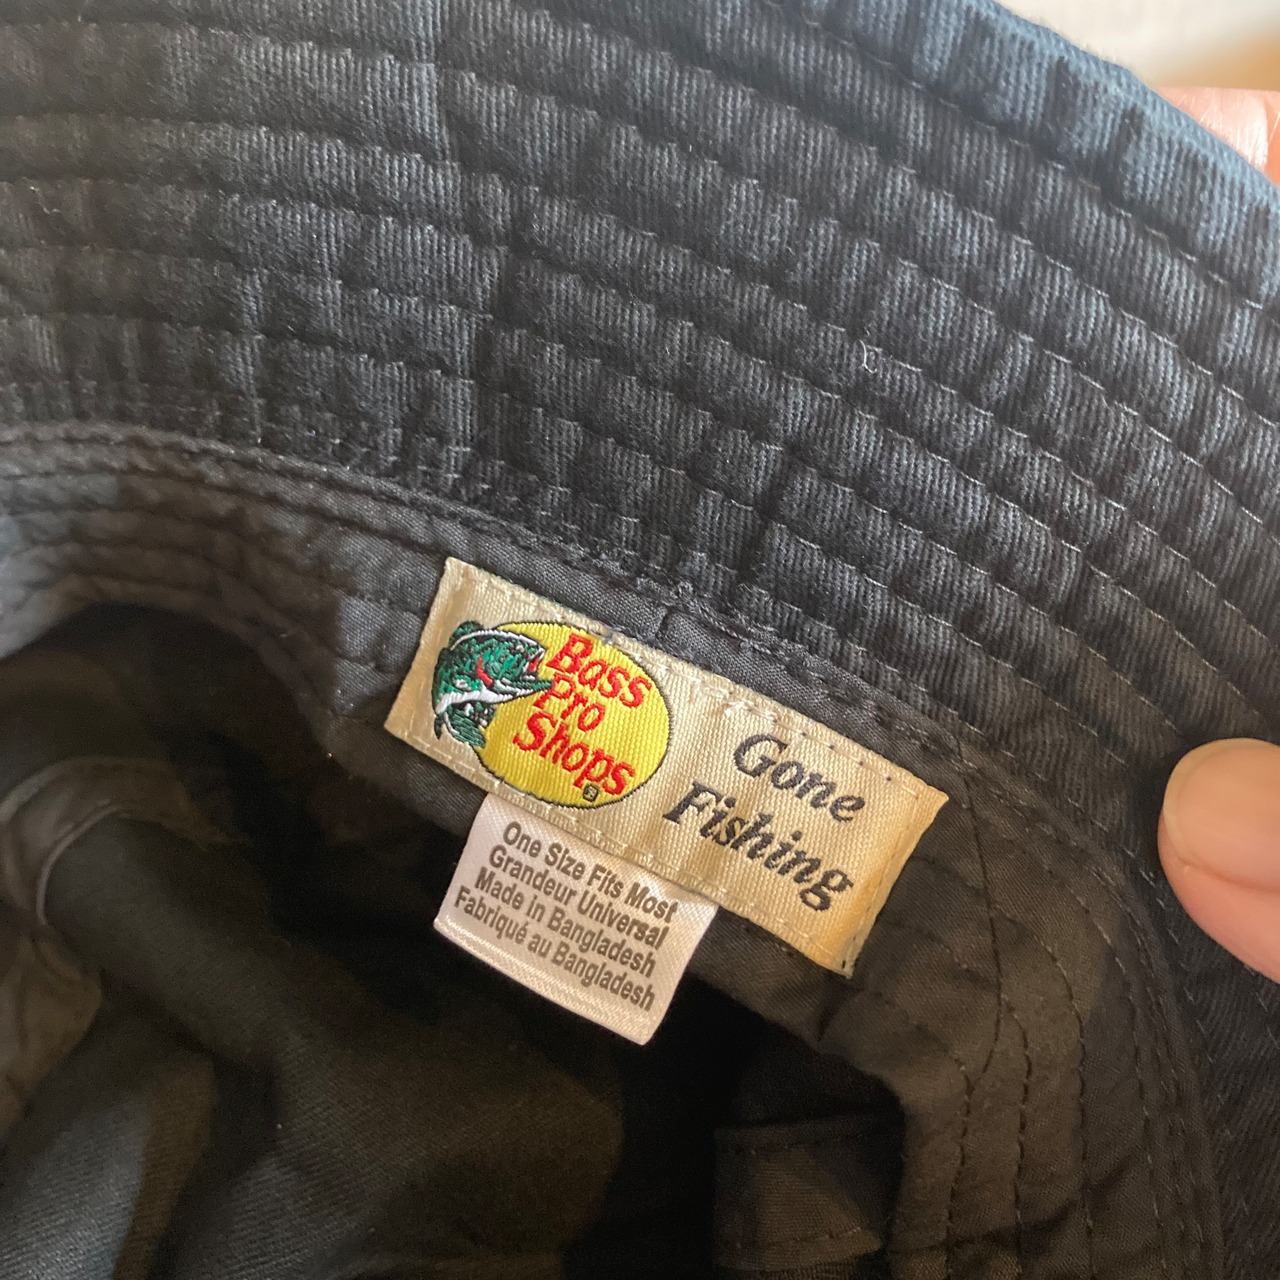 Bass
Pro
Shops
Gone
Fishing
One Size Fits Most
Grandeur Universal
Made in Bangladesh
Fabriqué au Bangladesh